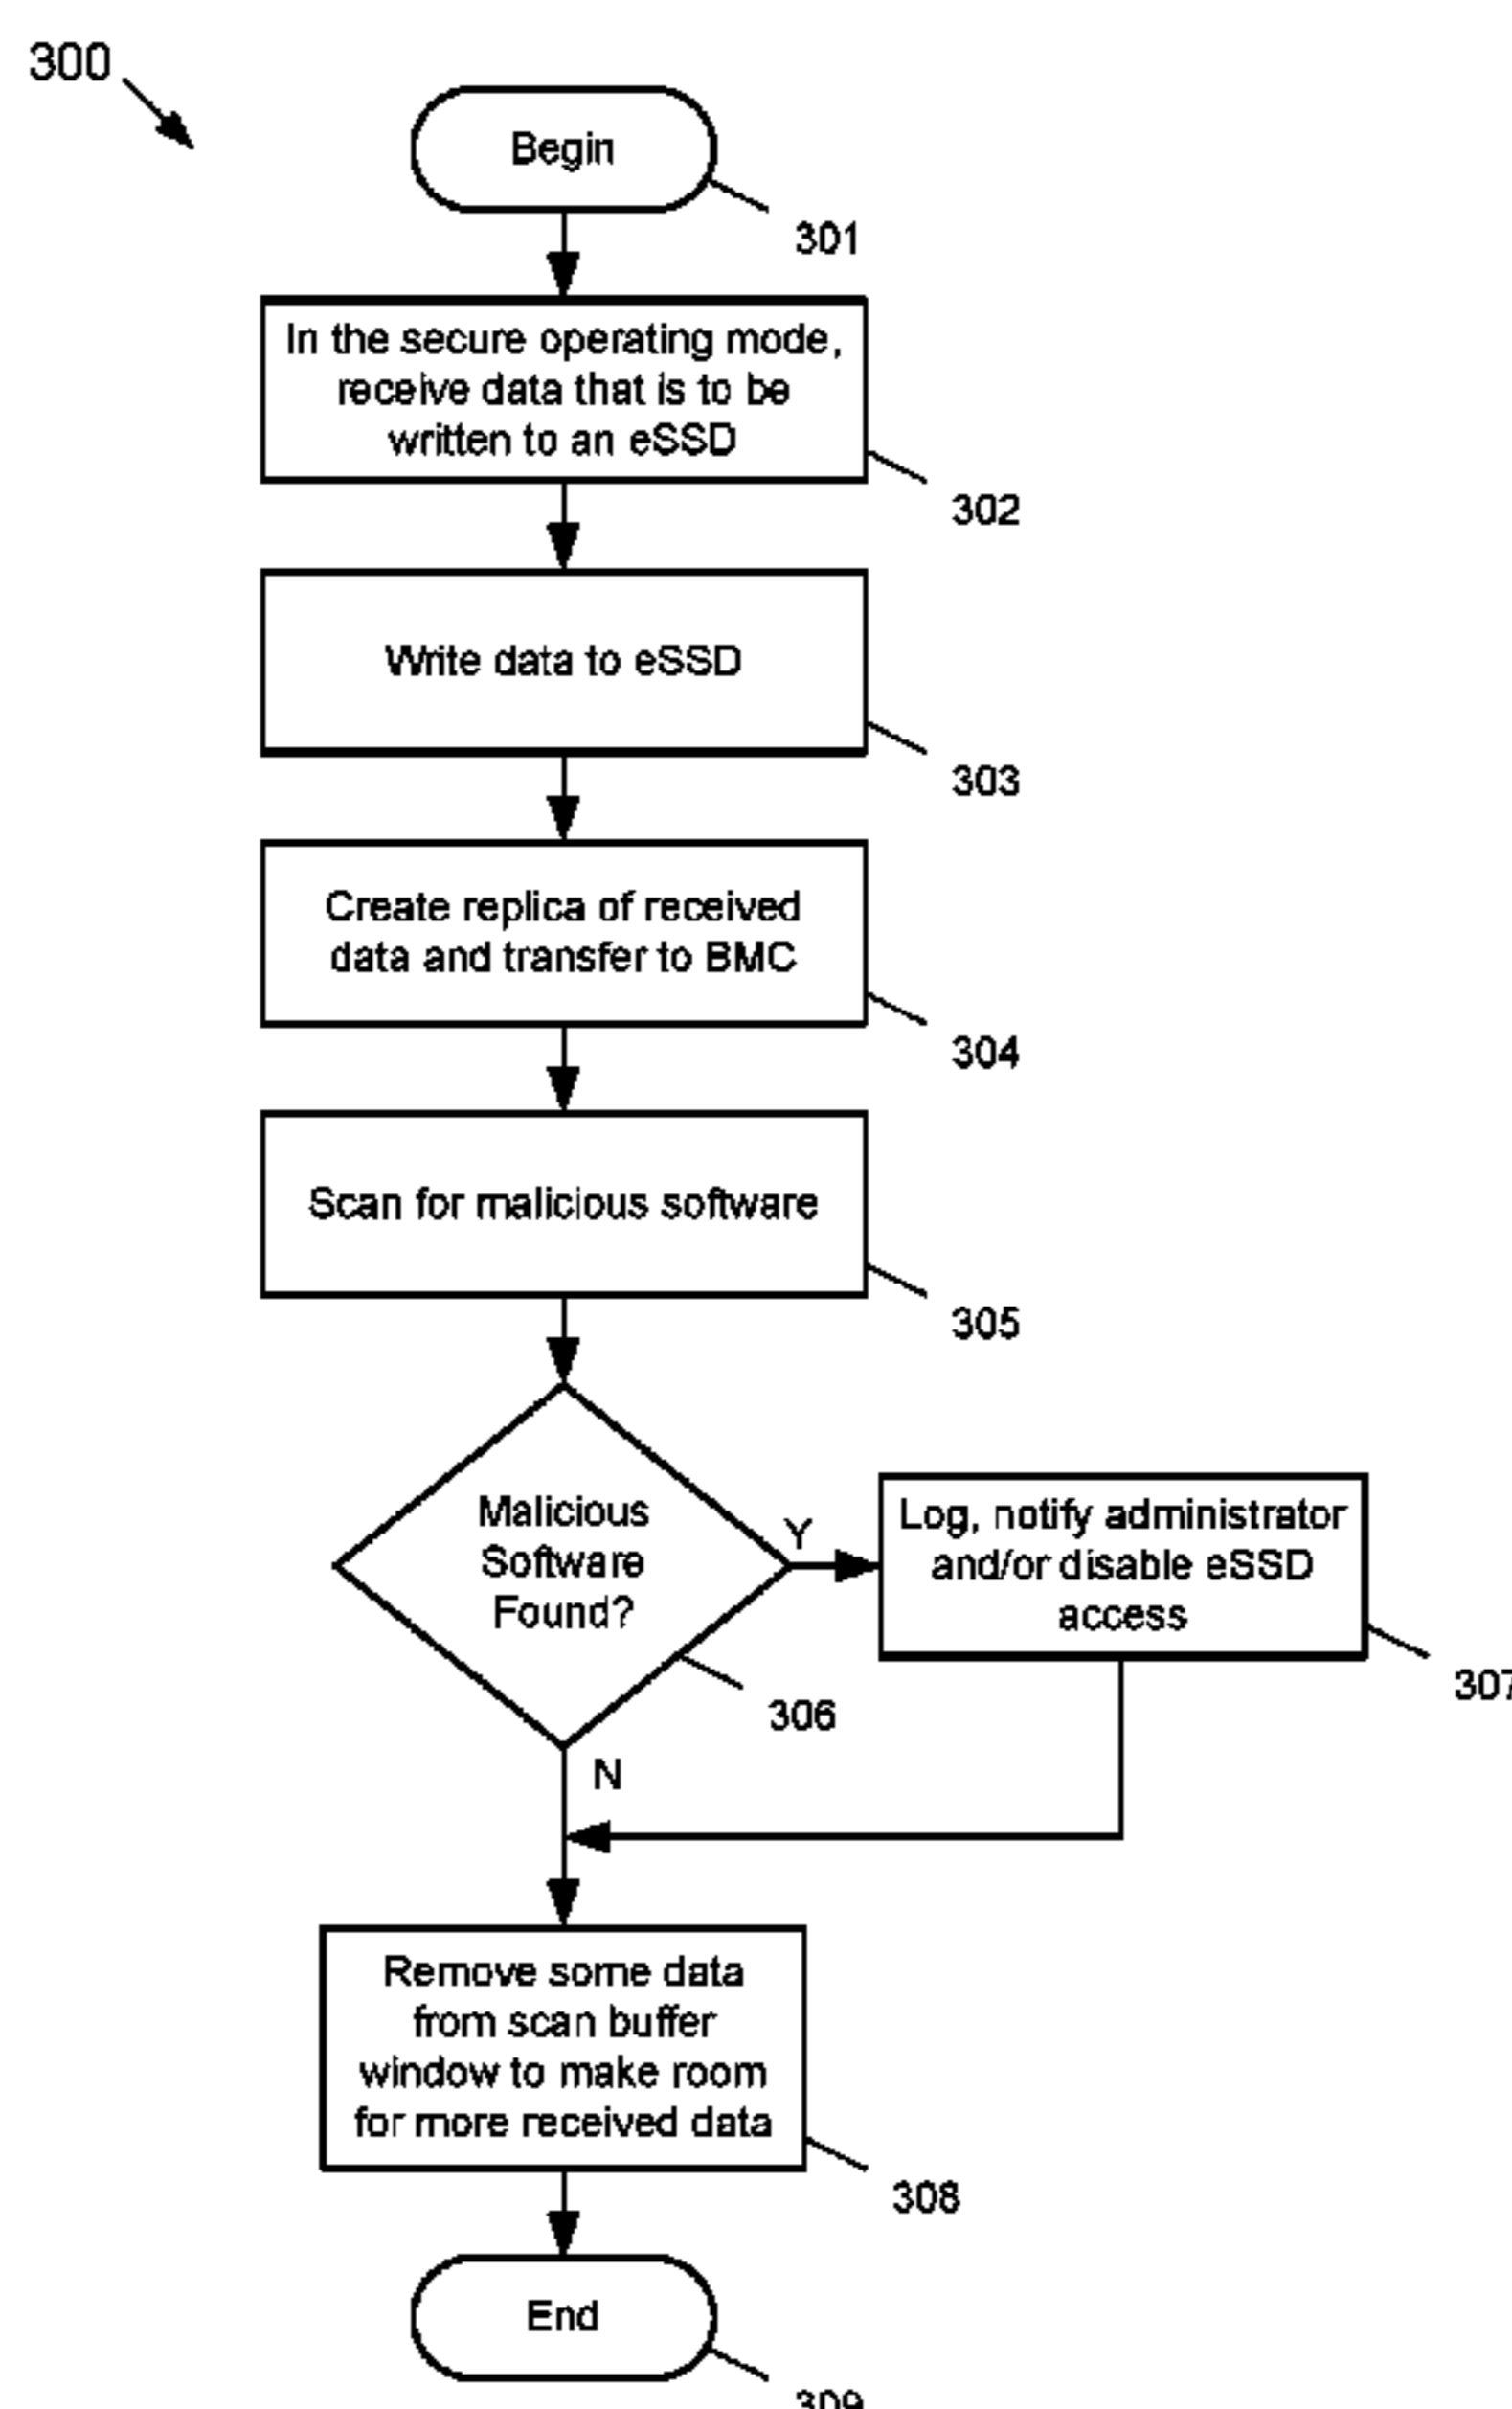 300
Begin
301
In the secure operating mode,
receive data that is to be
written to an eSSD
302
Write data to eSSD
303
Create replica of received
data and transfer to BMC
304
Scan for malicious software
305
Malicious
Software
Found?
Y
306
Log, notify administrator
and/or disable eSSD
access
307
N
Remove some data
from scan buffer
window to make room
for more received data
308
End
309